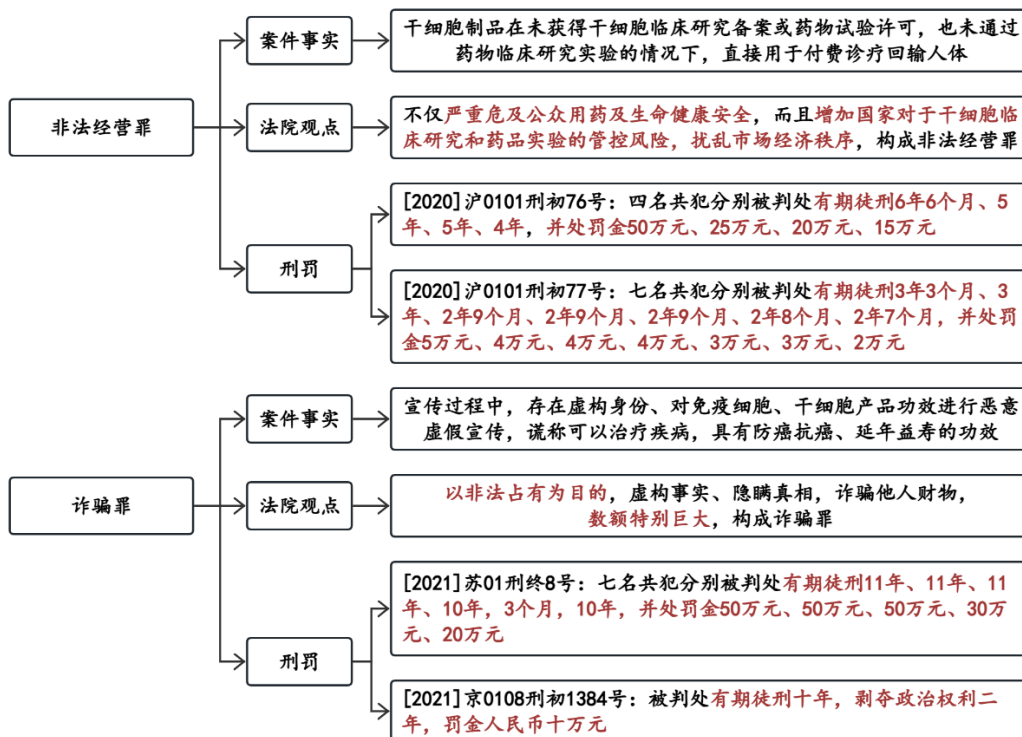 非法经营罪
案件事实
干细胞制品在未获得干细胞临床研究备案或药物试验许可，也未通过
药物临床研究实验的情况下，直接用于付费诊疗回输人体
法院观点
不仅严重危及公众用药及生命健康安全，而且增加国家对于干细胞临
床研究和药品实验的管控风险，扰乱市场经济秩序，构成非法经营罪
刑罚
[2020]沪0101刑初76号：四名共犯分别被判处有期徒刑6年6个月、5
年、5年、4年，并处罚金50万元、25万元、20万元、15万元
[2020]沪0101刑初77号：七名共犯分别被判处有期徒刑3年3个月、3
年、2年9个月、2年9个月、2年9个月、2年8个月、2年7个月，并处罚
金5万元、4万元、4万元、4万元、3万元、3万元、2万元
诈骗罪
案件事实
宣传过程中，存在虚构身份、对免疫细胞、干细胞产品功效进行恶意
虚假宣传，谎称可以治疗疾病，具有防癌抗癌、延年益寿的功效
法院观点
以非法占有为目的，虚构事实、隐瞒真相，诈骗他人财物，
数额特别巨大，构成诈骗罪
刑罚
[2021]苏01刑终8号：七名共犯分别被判处有期徒刑11年、11年、11
年、10年，3个月，10年，并处罚金50万元、50万元、50万元、30万
元、20万元
[2021]京0108刑初1384号：被判处有期徒刑十年，剥夺政治权利二
年，罚金人民币十万元